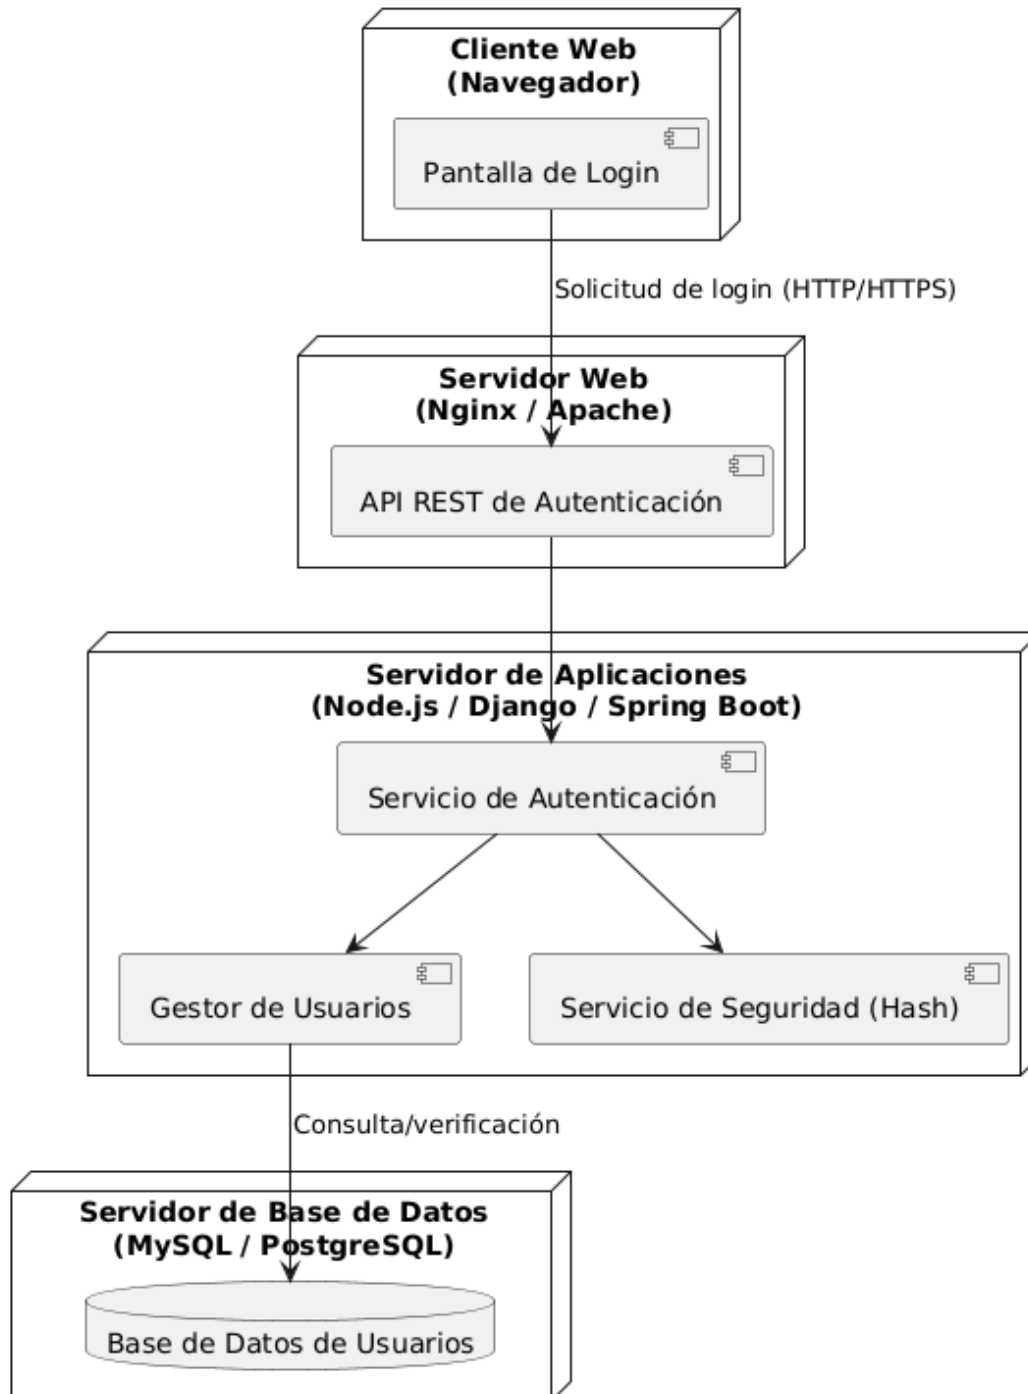 Cliente Web
(Navegador)
Pantalla de Login
Solicitud de login (HTTP/HTTPS)
Servidor Web
(Nginx / Apache)
API REST de Autenticación
Servidor de Aplicaciones
(Node.js / Django / Spring Boot)
Servicio de Autenticación
Gestor de Usuarios
Servicio de Seguridad (Hash)
Consulta/verificación
Servidor de Base de Datos
(MySQL / PostgreSQL)
Base de Datos de Usuarios